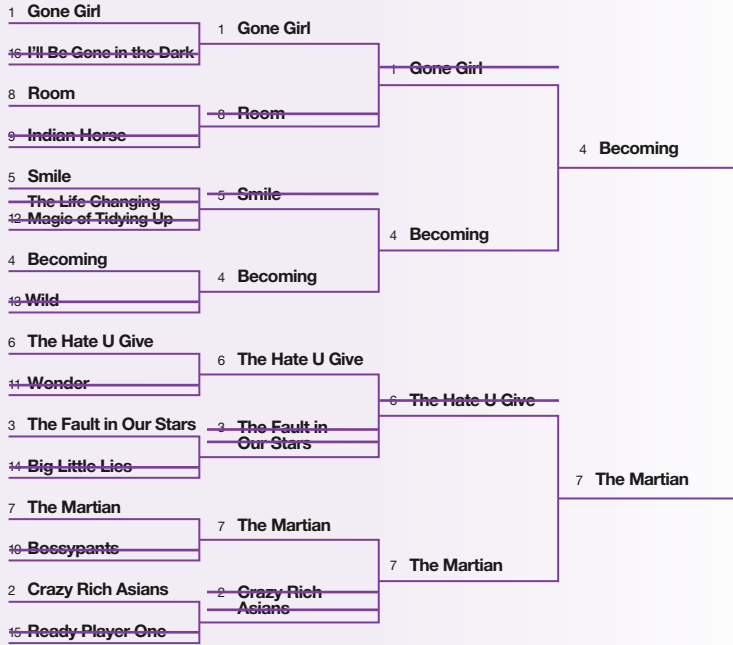 1 Gone Girl
16 I'll Be Gone in the Dark
8 Room
9 Indian Horse
5 Smile
The Life Changing
12 Magic of Tidying Up
4 Becoming
13 Wild
6 The Hate U Give
11 Wonder
3 The Fault in Our Stars
14 Big Little Lies
7 The Martian
10 Bossypants
2 Crazy Rich Asians
15 Ready Player One
1 Gone Girl
8 Room
5 Smile
4 Becoming
6 The Hate U Give
3 The Fault in
Our Stars
7 The Martian
2 Crazy Rich
Asians
1 Gone Girl
4 Becoming
6 The Hate U Give
7 The Martian
4 Becoming
7 The Martian